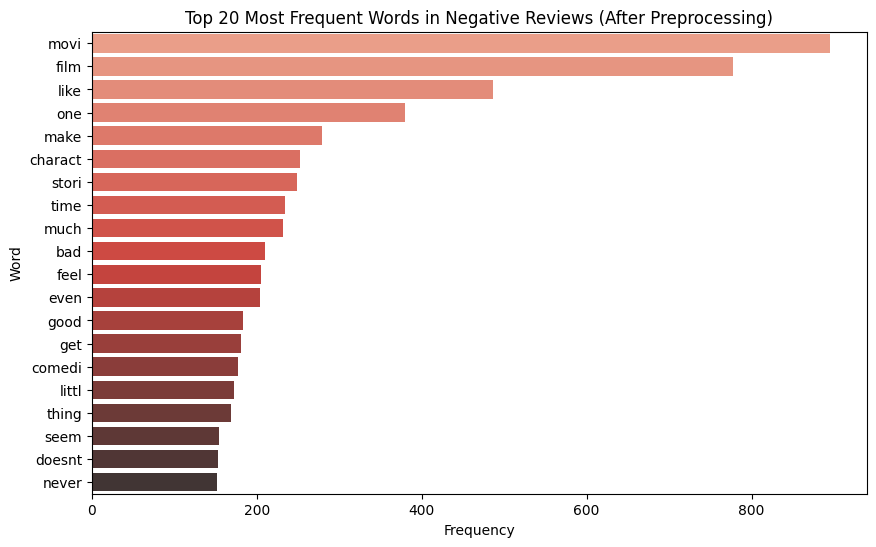 Top 20 Most Frequent Words in Negative Reviews (After Preprocessing)
Word
movi
film
like
one
make
charact
stori
time
much
bad
feel
even
good
get
comedi
littl
thing
seem
doesnt
never
0 200 400 600 800
Frequency